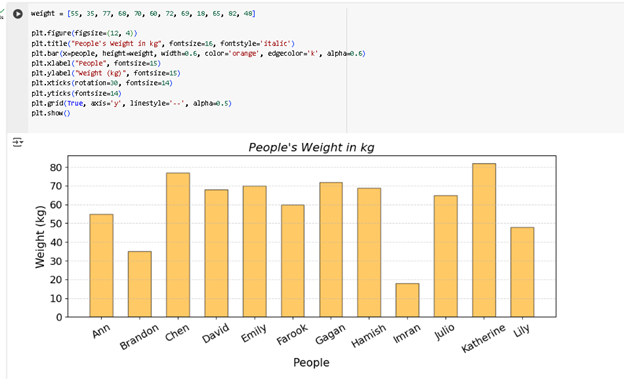 weight = [55, 35, 77, 68, 70, 60, 72, 69, 18, 65, 82, 48]
plt.figure(figsize=(12, 4))
plt.title("People's Weight in kg", fontsize=16, fontstyle='italic')
plt.bar(x=people, height=weight, width=0.6, color='orange', edgecolor='k', alpha=0.6)
plt.xlabel("People", fontsize=15)
plt.ylabel("Weight (kg)", fontsize=15)
plt.xticks(rotation=30, fontsize=14)
plt.yticks(fontsize=14)
plt.grid(True, axis='y', linestyle='--', alpha=0.5)
plt.show()
People's Weight in kg
80
70
60
50
40
30
20
10
0
Weight (kg)
Ann Brandon Chen David Emily Farook Gagan Hamish Imran Julio Katherine Lily
People